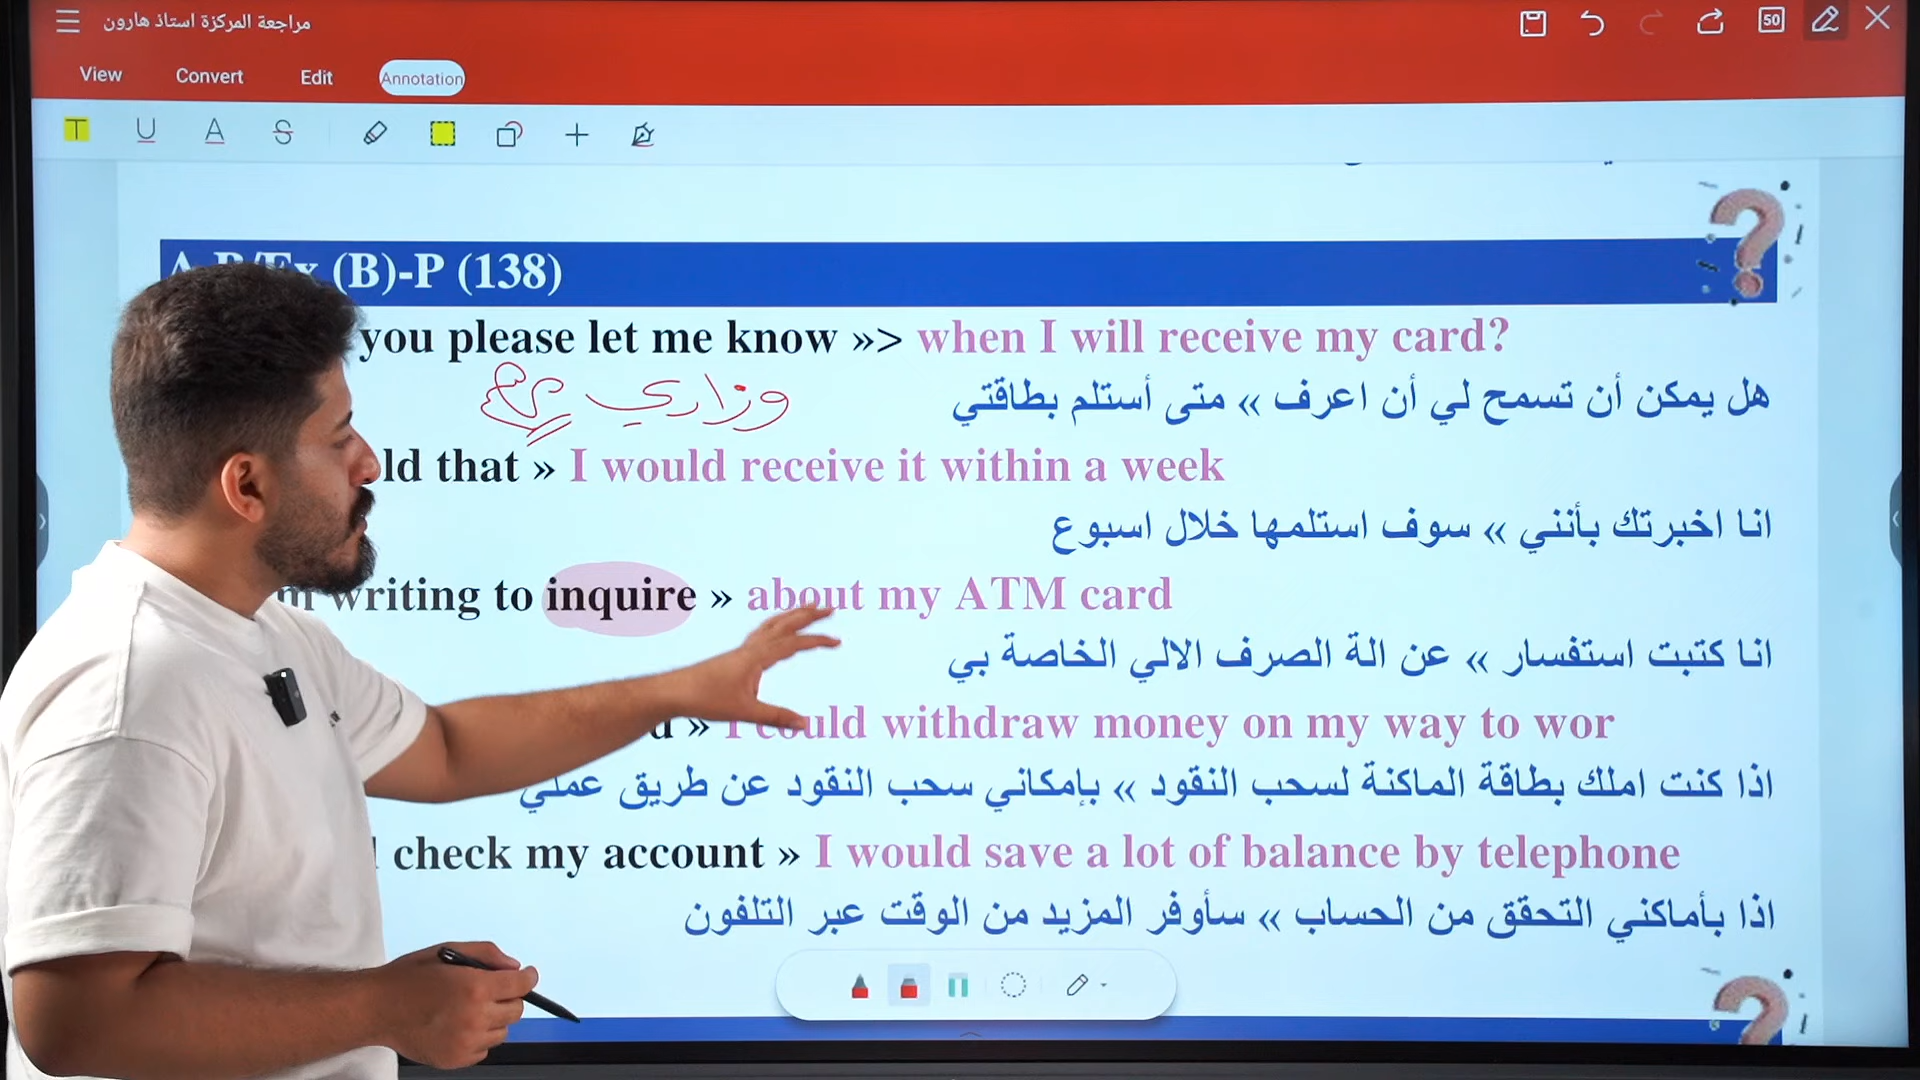 مراجعة المركزة استاذ هارون
50
View Convert Edit Annotation
(B)-P (138)
you please let me know »> when I will receive my card?
هل يمكن أن تسمح لي أن اعرف » متى أستلم بطاقتي
وزاري
that » I would receive it within a week
انا اخبرتك بأنني » سوف استلمها خلال اسبوع
writing to inquire » about my ATM card
انا كتبت استفسار » عن الة الصرف الالي الخاصة بي
» I could withdraw money on my way to wor
اذا كنت املك بطاقة الماكنة لسحب النقود » بإمكاني سحب النقود عن طريق عملي
check my account » I would save a lot of balance by telephone
اذا بأماكني التحقق من الحساب » سأوفر المزيد من الوقت عبر التلفون